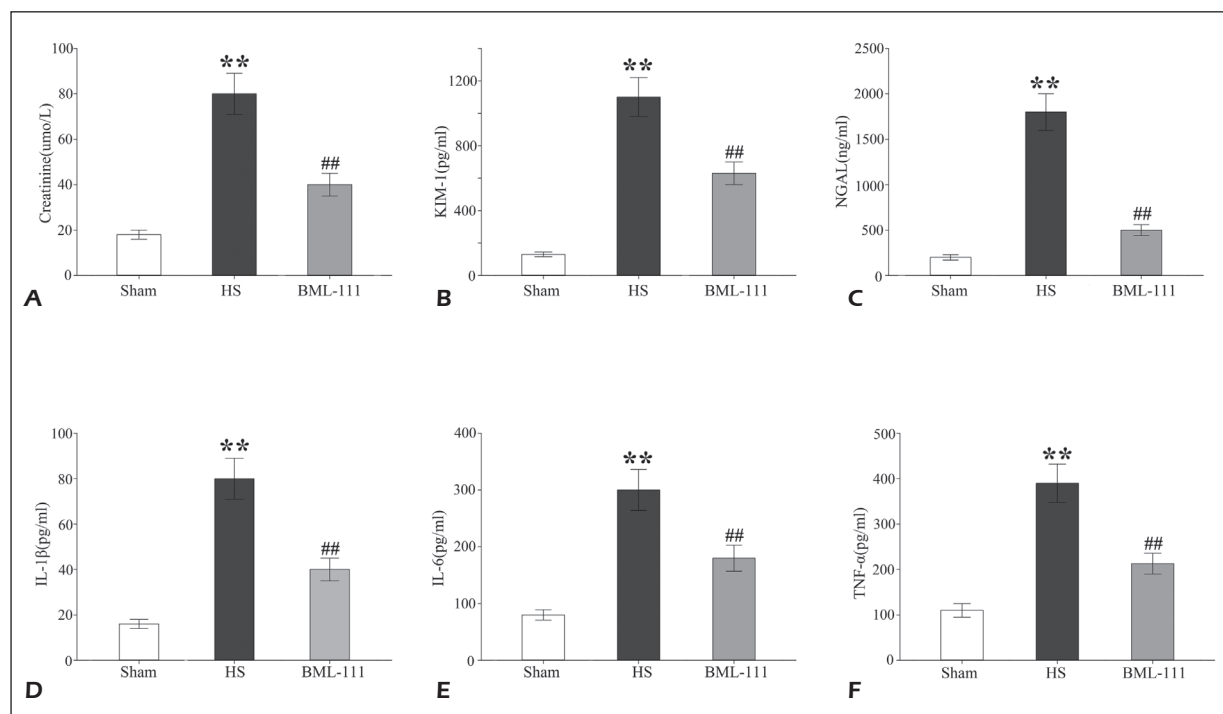 100
80
60
40
20
0
Creatinine(umo/L)
**
##
Sham HS BML-111
A
1200
900
600
400
0
KIM-1(pg/ml)
**
##
Sham HS BML-111
B
2500
2000
1500
1000
500
0
NGAL(ng/ml)
**
##
Sham HS BML-111
C
100
80
60
40
20
0
IL-1β(pg/ml)
**
##
Sham HS BML-111
D
400
300
200
100
0
IL-6(pg/ml)
**
##
Sham HS BML-111
E
500
400
300
200
100
0
TNF-α(pg/ml)
**
##
Sham HS BML-111
F